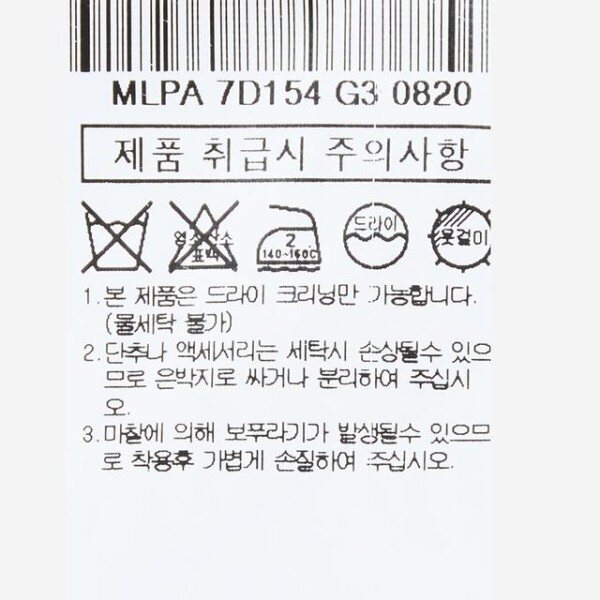 MLPA 7D154 G3 0820
제품 취급시 주의사항
염소산소
표백
2
140~160C
드라이
옷걸이
1. 본 제품은 드라이 크리닝만 가능합니다.
(물세탁 불가)
2. 단추나 액세서리는 세탁시 손상될수 있으
므로 은박지로 싸거나 분리하여 주십시
오.
3. 마찰에 의해 보푸라기가 발생될수 있으므
로 착용후 가볍게 손질하여 주십시오.